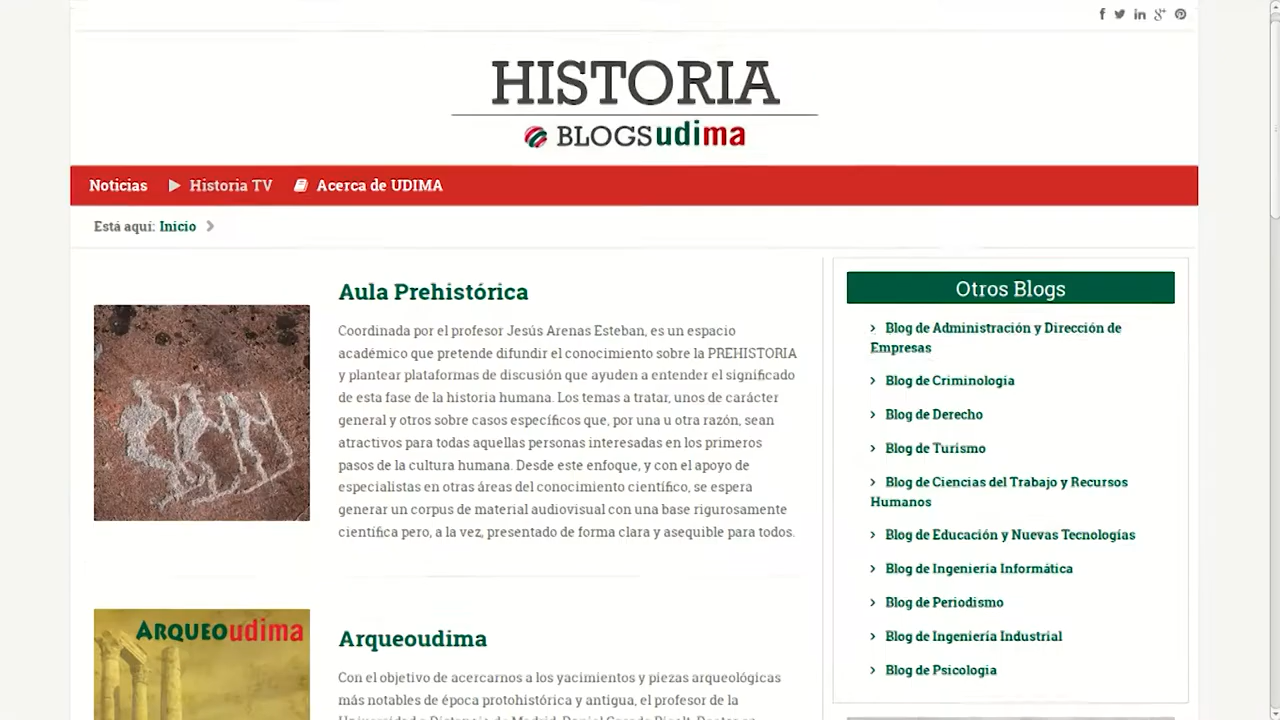 HISTORIA
BLOGSudima
Noticias
Historia TV
Acerca de UDIMA
Está aquí: Inicio
Aula Prehistórica
Coordinada por el profesor Jesús Arenas Esteban, es un espacio
académico que pretende difundir el conocimiento sobre la PREHISTORIA
y plantear plataformas de discusión que ayuden a entender el significado
de esta fase de la historia humana. Los temas a tratar, unos de carácter
general y otros sobre casos específicos que, por una u otra razón, sean
atractivos para todas aquellas personas interesadas en los primeros
pasos de la cultura humana. Desde este enfoque, y con el apoyo de
especialistas en otras áreas del conocimiento científico, se espera
generar un corpus de material audiovisual con una base rigurosamente
científica pero, a la vez, presentado de forma clara y asequible para todos.
ARQUEOudima
Arqueoudima
Con el objetivo de acercarnos a los yacimientos y piezas arqueológicas
más notables de época protohistórica y antigua, el profesor de la
Otros Blogs
Blog de Administración y Dirección de
Empresas
Blog de Criminología
Blog de Derecho
Blog de Turismo
Blog de Ciencias del Trabajo y Recursos
Humanos
Blog de Educación y Nuevas Tecnologías
Blog de Ingeniería Informática
Blog de Periodismo
Blog de Ingeniería Industrial
Blog de Psicología